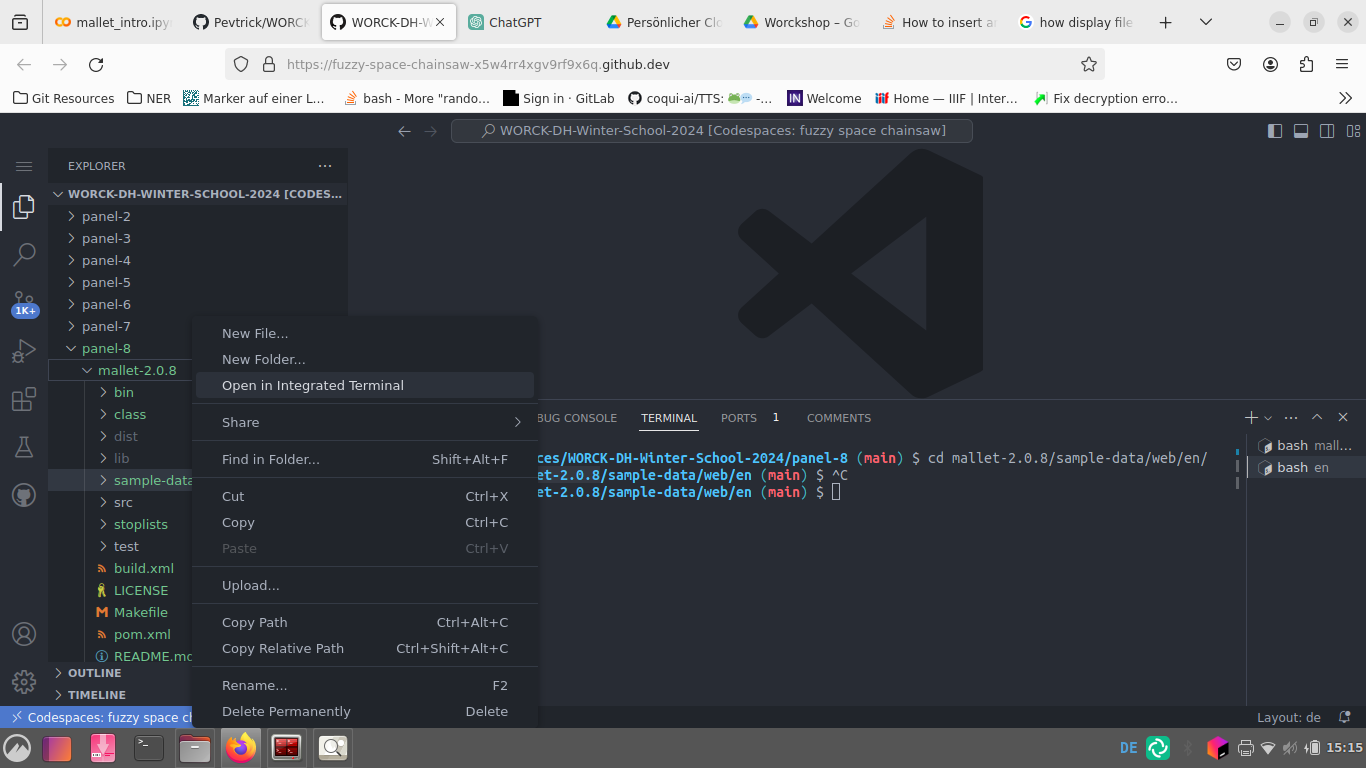 mallet_intro.ipy
Pevtrick/WORCK
WORCK-DH-W
ChatGPT
Persönlicher Clo
Worckshop – Go
How to insert a
how display file
https://fuzzy-space-chainsaw-x5w4rr4xgv9rf9x6q.github.dev
Git Resources
NER
Marker auf einer L…
bash - More "rando…
Sign in · GitLab
coqui-ai/TTS: 🐸💬 -…
IN
Welcome
Home — IIIF | Inter…
Fix decryption erro…
WORCK-DH-Winter-School-2024 [Codespaces: fuzzy space chainsaw]
EXPLORER
WORCK-DH-WINTER-SCHOOL-2024 [CODES…
panel-2
panel-3
panel-4
panel-5
panel-6
1K+
panel-7
panel-8
mallet-2.0.8
bin
class
dist
lib
sample-data
src
stoplists
test
build.xml
LICENSE
M Makefile
pom.xml
README.md
OUTLINE
TIMELINE
New File...
New Folder...
Open in Integrated Terminal
Share
Find in Folder... Shift+Alt+F
Cut Ctrl+X
Copy Ctrl+C
Paste Ctrl+V
Upload...
Copy Path Ctrl+Alt+C
Copy Relative Path Ctrl+Shift+Alt+C
Rename... F2
Delete Permanently Delete
BUG CONSOLE
TERMINAL
PORTS 1
COMMENTS
ces/WORCK-DH-Winter-School-2024/panel-8 (main) $ cd mallet-2.0.8/sample-data/web/en/
et-2.0.8/sample-data/web/en (main) $ ^C
et-2.0.8/sample-data/web/en (main) $
bash mall…
bash en
Codespaces: fuzzy space ch
Layout: de
DE
15:15